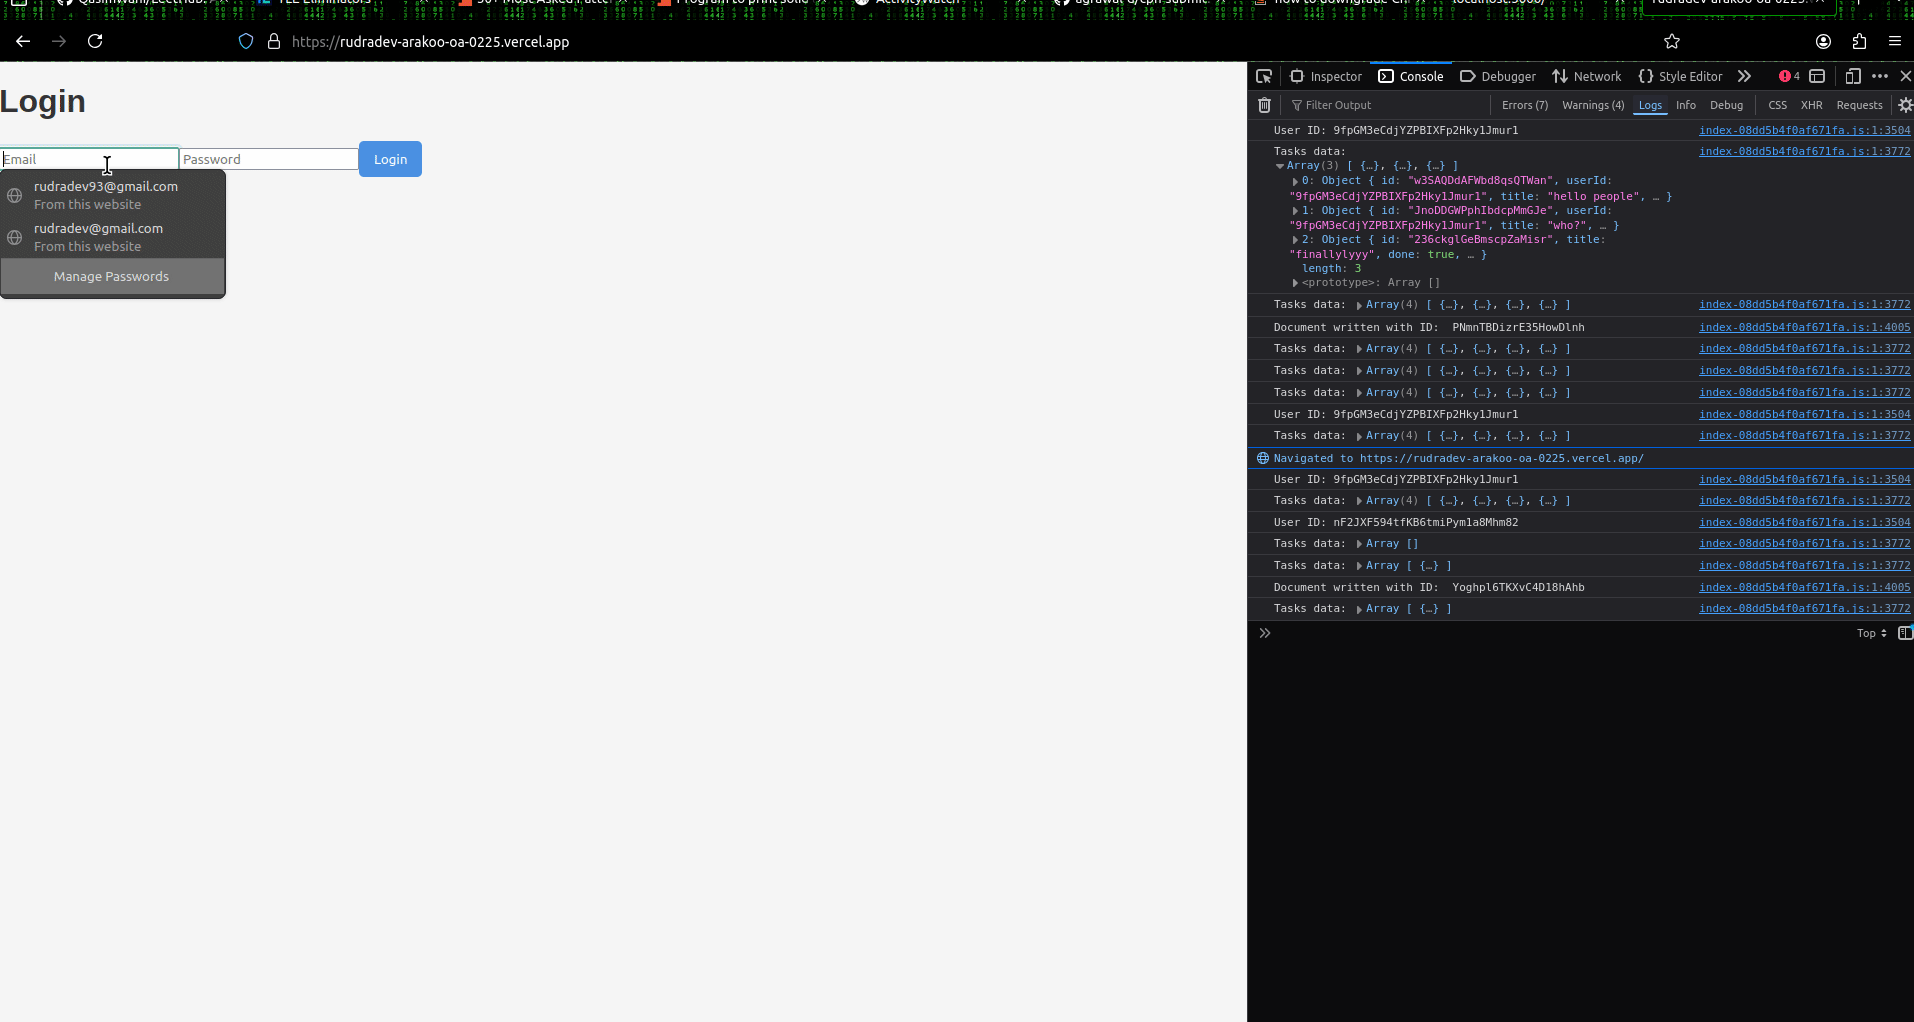 https://rudradev-arakoo-oa-0225.vercel.app
Login
Email
Password
Login
rudradev93@gmail.com
From this website
rudradev@gmail.com
From this website
Manage Passwords
Inspector
Console
Debugger
Network
Style Editor
4
Filter Output
Errors (7)
Warnings (4)
Logs
Info
Debug
CSS
XHR
Requests
User ID: 9fpGM3eCdjYZPBIXFp2Hky1Jmur1 index-08dd5b4f0af671fa.js:1:3504
Tasks data: index-08dd5b4f0af671fa.js:1:3772
Array(3) [ {…}, {…}, {…} ]
0: Object { id: "w3SAQDdAFWbd8qsQTWan", userId:
"9fpGM3eCdjYZPBIXFp2Hky1Jmur1", title: "hello people", … }
1: Object { id: "JnoDDGWPphIbdcpMmGJe", userId:
"9fpGM3eCdjYZPBIXFp2Hky1Jmur1", title: "who?", … }
2: Object { id: "236ckglGeBmscpZaMisr", title:
"finallylyyy", done: true, … }
length: 3
<prototype>: Array []
Tasks data: Array(4) [ {…}, {…}, {…}, {…} ] index-08dd5b4f0af671fa.js:1:3772
Document written with ID: PNmnTBDizrE35HowDlnh index-08dd5b4f0af671fa.js:1:4005
Tasks data: Array(4) [ {…}, {…}, {…}, {…} ] index-08dd5b4f0af671fa.js:1:3772
Tasks data: Array(4) [ {…}, {…}, {…}, {…} ] index-08dd5b4f0af671fa.js:1:3772
Tasks data: Array(4) [ {…}, {…}, {…}, {…} ] index-08dd5b4f0af671fa.js:1:3772
User ID: 9fpGM3eCdjYZPBIXFp2Hky1Jmur1 index-08dd5b4f0af671fa.js:1:3504
Tasks data: Array(4) [ {…}, {…}, {…}, {…} ] index-08dd5b4f0af671fa.js:1:3772
Navigated to https://rudradev-arakoo-oa-0225.vercel.app/
User ID: 9fpGM3eCdjYZPBIXFp2Hky1Jmur1 index-08dd5b4f0af671fa.js:1:3504
Tasks data: Array(4) [ {…}, {…}, {…}, {…} ] index-08dd5b4f0af671fa.js:1:3772
User ID: nF2JXF594tfKB6tmiPym1a8Mhm82 index-08dd5b4f0af671fa.js:1:3504
Tasks data: Array [] index-08dd5b4f0af671fa.js:1:3772
Tasks data: Array [ {…} ] index-08dd5b4f0af671fa.js:1:3772
Document written with ID: Yoghpl6TKXvC4D18hAhb index-08dd5b4f0af671fa.js:1:4005
Tasks data: Array [ {…} ] index-08dd5b4f0af671fa.js:1:3772
Top